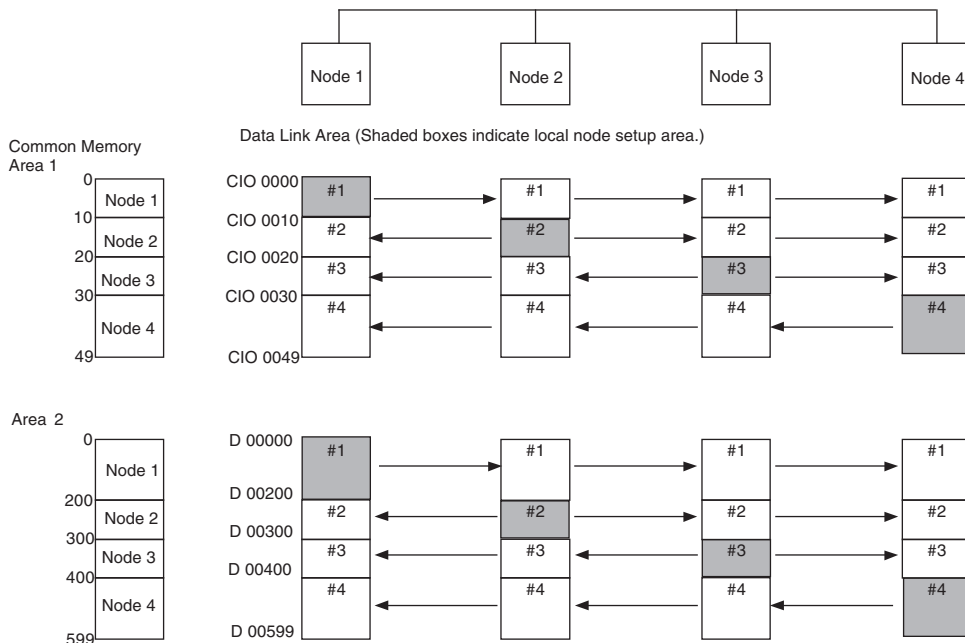 Node 1 Node 2 Node 3 Node 4
Data Link Area (Shaded boxes indicate local node setup area.)
Common Memory
Area 1
0 CIO 0000
Node 1 #1 #1 #1 #1
10 CIO 0010
Node 2 #2 #2 #2 #2
20 CIO 0020
Node 3 #3 #3 #3 #3
30 CIO 0030
Node 4 #4 #4 #4 #4
49 CIO 0049
Area 2
0 D 00000
Node 1 #1 #1 #1 #1
200 D 00200
Node 2 #2 #2 #2 #2
300 D 00300
Node 3 #3 #3 #3 #3
400 D 00400
Node 4 #4 #4 #4 #4
599 D 00599